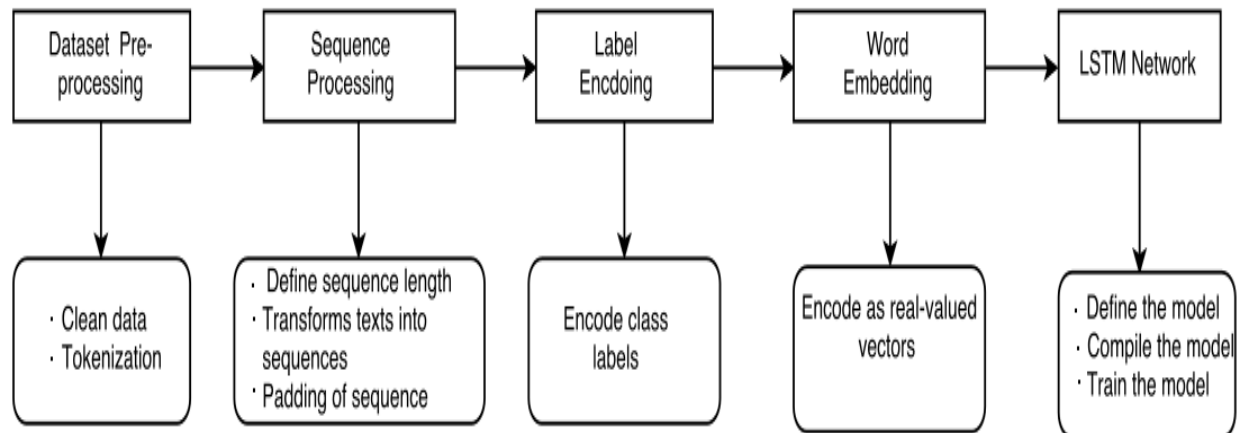 Dataset Pre-
processing
Sequence
Processing
Label
Encdoing
Word
Embedding
LSTM Network
· Clean data
· Tokenization
· Define sequence length
· Transforms texts into
sequences
· Padding of sequence
Encode class
labels
Encode as real-valued
vectors
· Define the model
· Compile the model
· Train the model